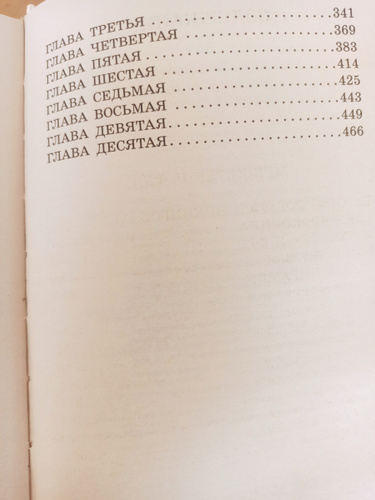 ГЛАВА ТРЕТЬЯ . . . . . . . . . . . . . . . . . . . . . . . 341
ГЛАВА ЧЕТВЕРТАЯ . . . . . . . . . . . . . . . . . . . . 369
ГЛАВА ПЯТАЯ . . . . . . . . . . . . . . . . . . . . . . . . 383
ГЛАВА ШЕСТАЯ . . . . . . . . . . . . . . . . . . . . . . 414
ГЛАВА СЕДЬМАЯ . . . . . . . . . . . . . . . . . . . . . 425
ГЛАВА ВОСЬМАЯ . . . . . . . . . . . . . . . . . . . . . 443
ГЛАВА ДЕВЯТАЯ . . . . . . . . . . . . . . . . . . . . . 449
ГЛАВА ДЕСЯТАЯ . . . . . . . . . . . . . . . . . . . . . 466